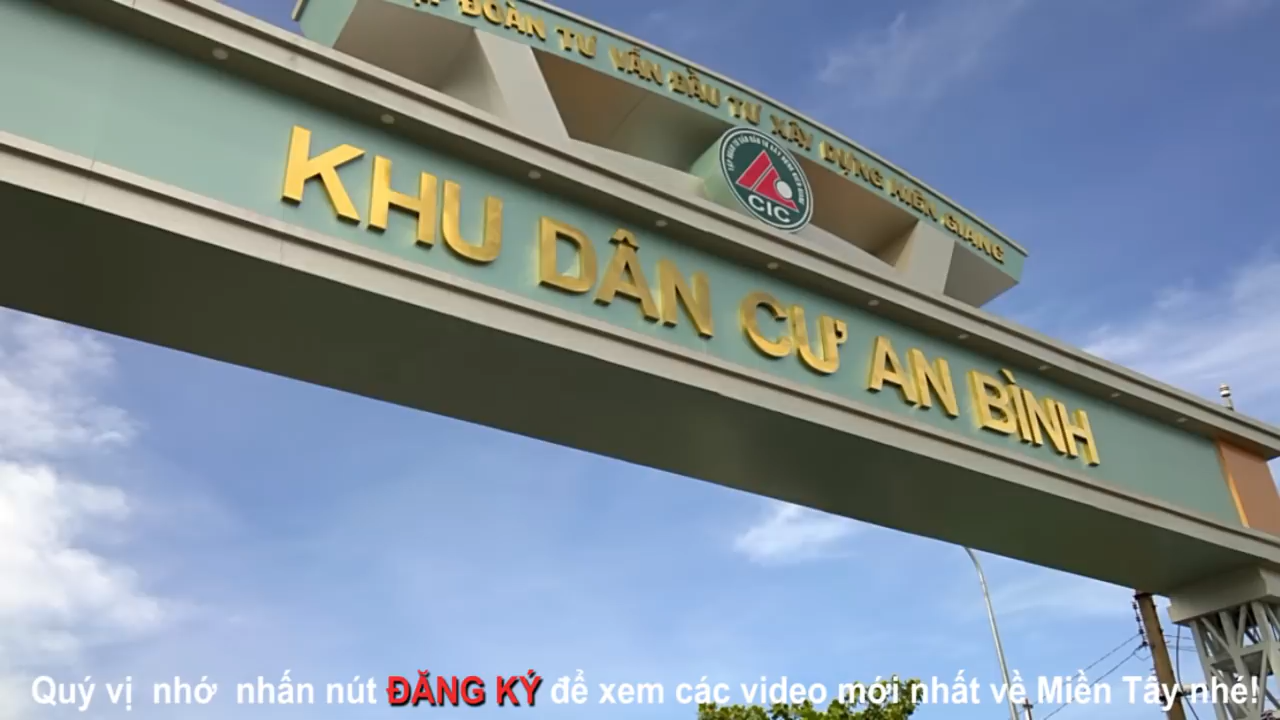 ĐOÀN TƯ VẤN ĐẦU TƯ XÂY DỰNG KIÊN GIANG
CIC
KHU DÂN CƯ AN BÌNH
Quý vị nhớ nhấn nút ĐĂNG KÝ để xem các video mới nhất về Miền Tây nhé!